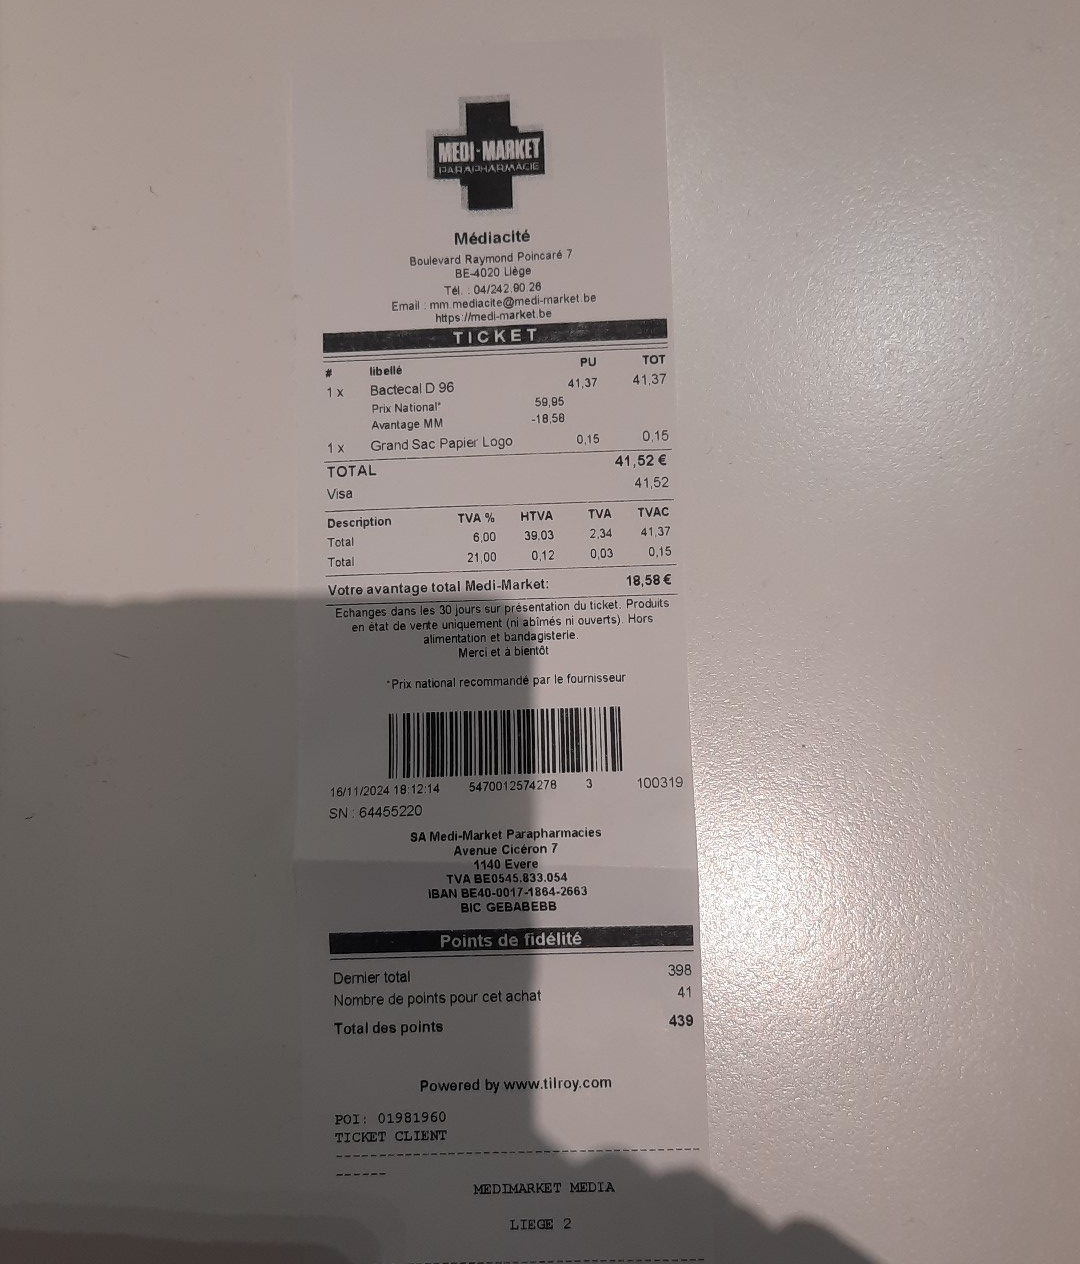 MEDI-MARKET
PARAPHARMACIE
Médiacité
Boulevard Raymond Poincaré 7
BE-4020 Liège
Tél. : 04/242.90.26
Email : mm.mediacite@medi-market.be
https://medi-market.be
TICKET
# libellé PU TOT
1 x Bactecal D 96 41,37 41,37
Prix National* 59,95
Avantage MM -18,58
1 x Grand Sac Papier Logo 0,15 0,15
TOTAL 41,52 €
Visa 41,52
Description TVA % HTVA TVA TVAC
Total 6,00 39,03 2,34 41,37
Total 21,00 0,12 0,03 0,15
Votre avantage total Medi-Market: 18,58 €
Echanges dans les 30 jours sur présentation du ticket. Produits
en état de vente uniquement (ni abîmés ni ouverts). Hors
alimentation et bandagisterie.
Merci et à bientôt
*Prix national recommandé par le fournisseur
16/11/2024 18:12:14 5470012574278 3 100319
SN : 64455220
SA Medi-Market Parapharmacies
Avenue Cicéron 7
1140 Evere
TVA BE0545.833.054
IBAN BE40-0017-1864-2663
BIC GEBABEBB
Points de fidélité
Dernier total 398
Nombre de points pour cet achat 41
Total des points 439
Powered by www.tilroy.com
POI: 01981960
TICKET CLIENT
MEDIMARKET MEDIA
LIEGE 2